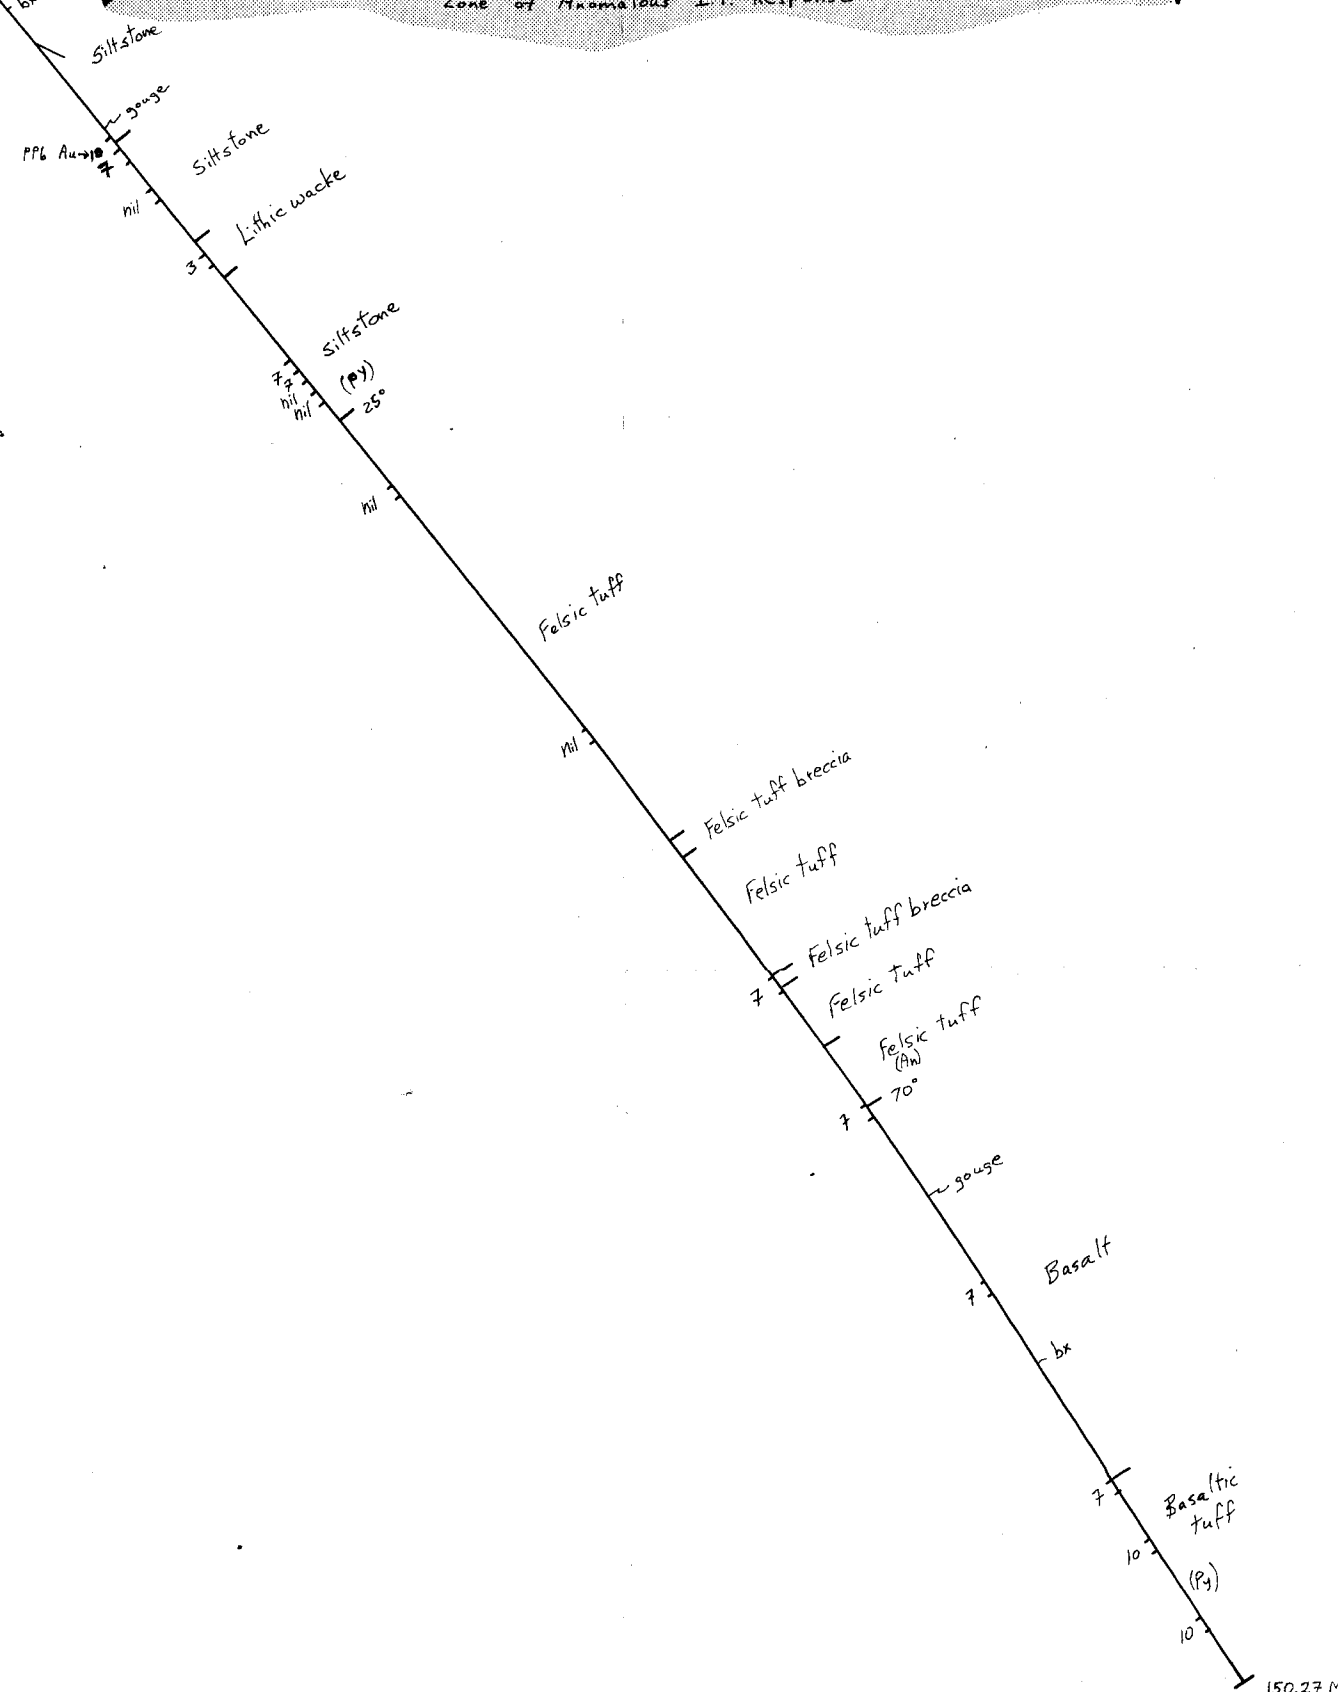 Zone of Anomalous I.P. Response
bx
Siltstone
gouge
PPb Au→10
7
Siltstone
nil
Lithic wacke
3
Siltstone
7
7
(py)
nil
nil
25°
nil
Felsic tuff
nil
Felsic tuff breccia
Felsic tuff
Felsic tuff breccia
7
Felsic tuff
Felsic tuff
(An)
70°
7
gouge
Basalt
7
bx
7
Basaltic
tuff
10
(Py)
10
150.27 M